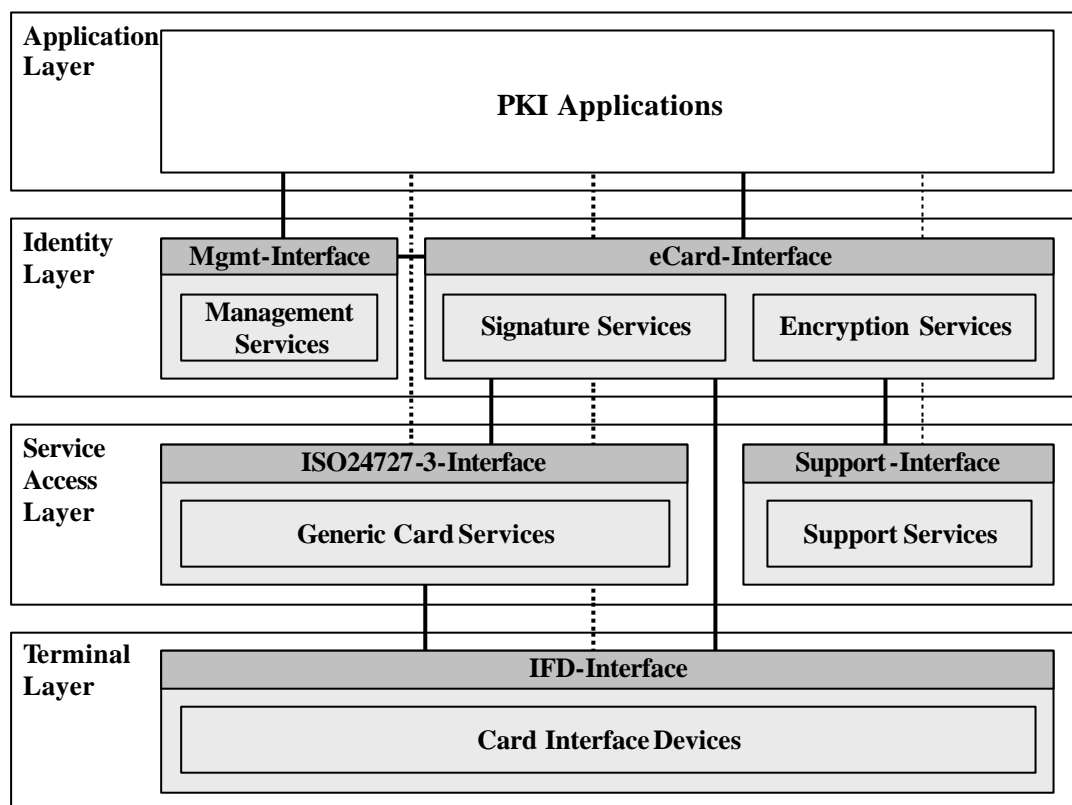 Application
Layer
PKI Applications
Identity
Layer
Mgmt-Interface
eCard-Interface
Management
Services
Signature Services
Encryption Services
Service
Access
Layer
ISO24727-3-Interface
Support-Interface
Generic Card Services
Support Services
Terminal
Layer
IFD-Interface
Card Interface Devices